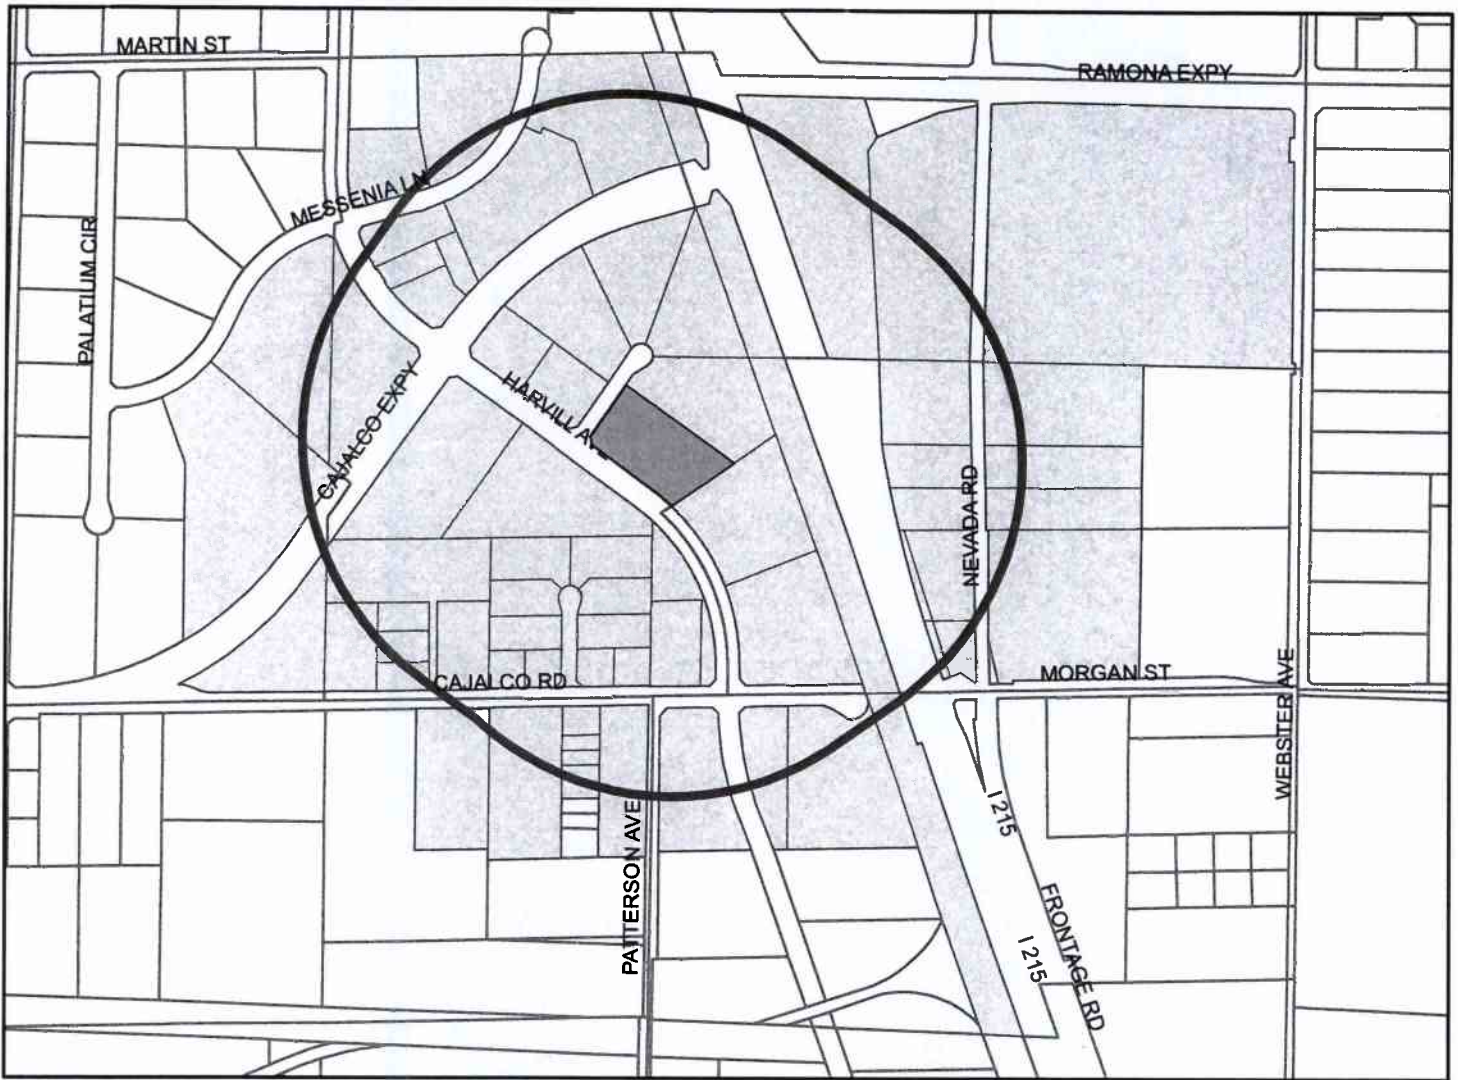 MARTIN ST
RAMONA EXPY
MESSENIA LN
PALATIUM CIR
CAJALCO EXPY
HARVILL AVE
NEVADA RD
CAJALCO RD
MORGAN ST
WEBSTER AVE
PATTERSON AVE
I 215
FRONTAGE RD
I 215